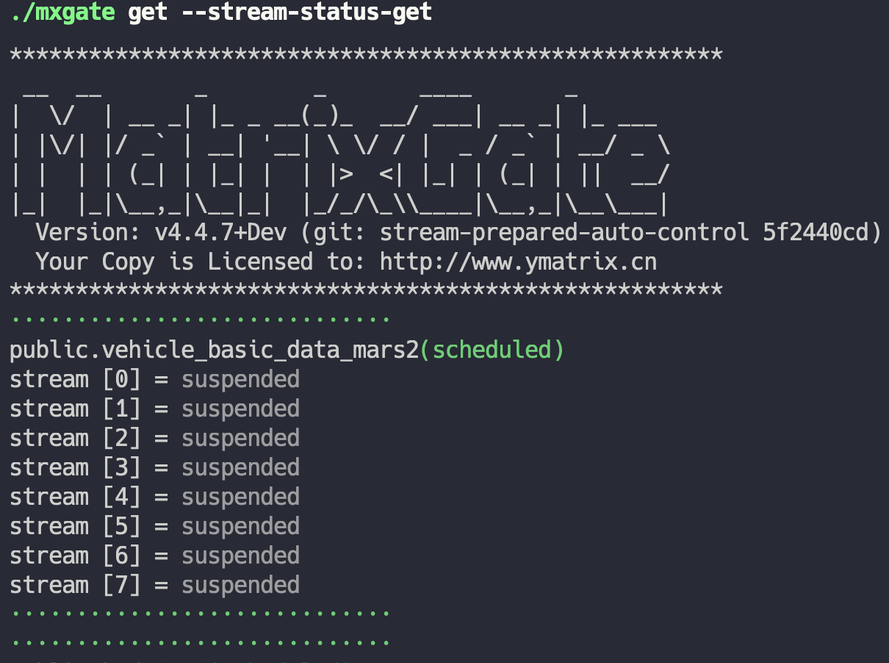 ./mxgate get --stream-status-get
******************************************************
 __  __       _        _       ____       _
|  \/  | __ _| |_ _ __(_)_  __/ ___| __ _| |_ ___
| |\/| |/ _` | __| '__| \ \/ / |  _ / _` | __/ _ \
| |  | | (_| | |_| |  | |>  <| |_| | (_| | ||  __/
|_|  |_|\__,_|\__|_|  |_/_/\_\\____|\__,_|\__\___|
  Version: v4.4.7+Dev (git: stream-prepared-auto-control 5f2440cd)
  Your Copy is Licensed to: http://www.ymatrix.cn
******************************************************
.............................
public.vehicle_basic_data_mars2(scheduled)
stream [0] = suspended
stream [1] = suspended
stream [2] = suspended
stream [3] = suspended
stream [4] = suspended
stream [5] = suspended
stream [6] = suspended
stream [7] = suspended
.............................
.............................